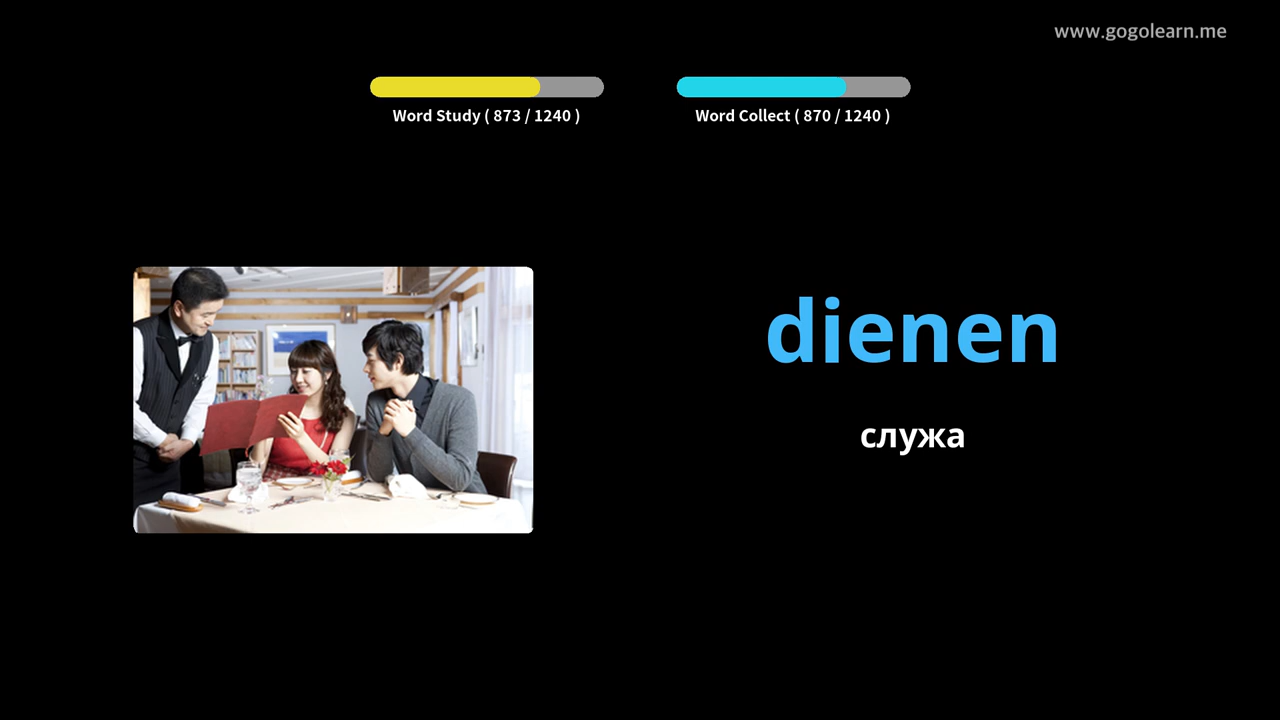 www.gogolearn.me
Word Study ( 873 / 1240 )
Word Collect ( 870 / 1240 )
dienen
служа